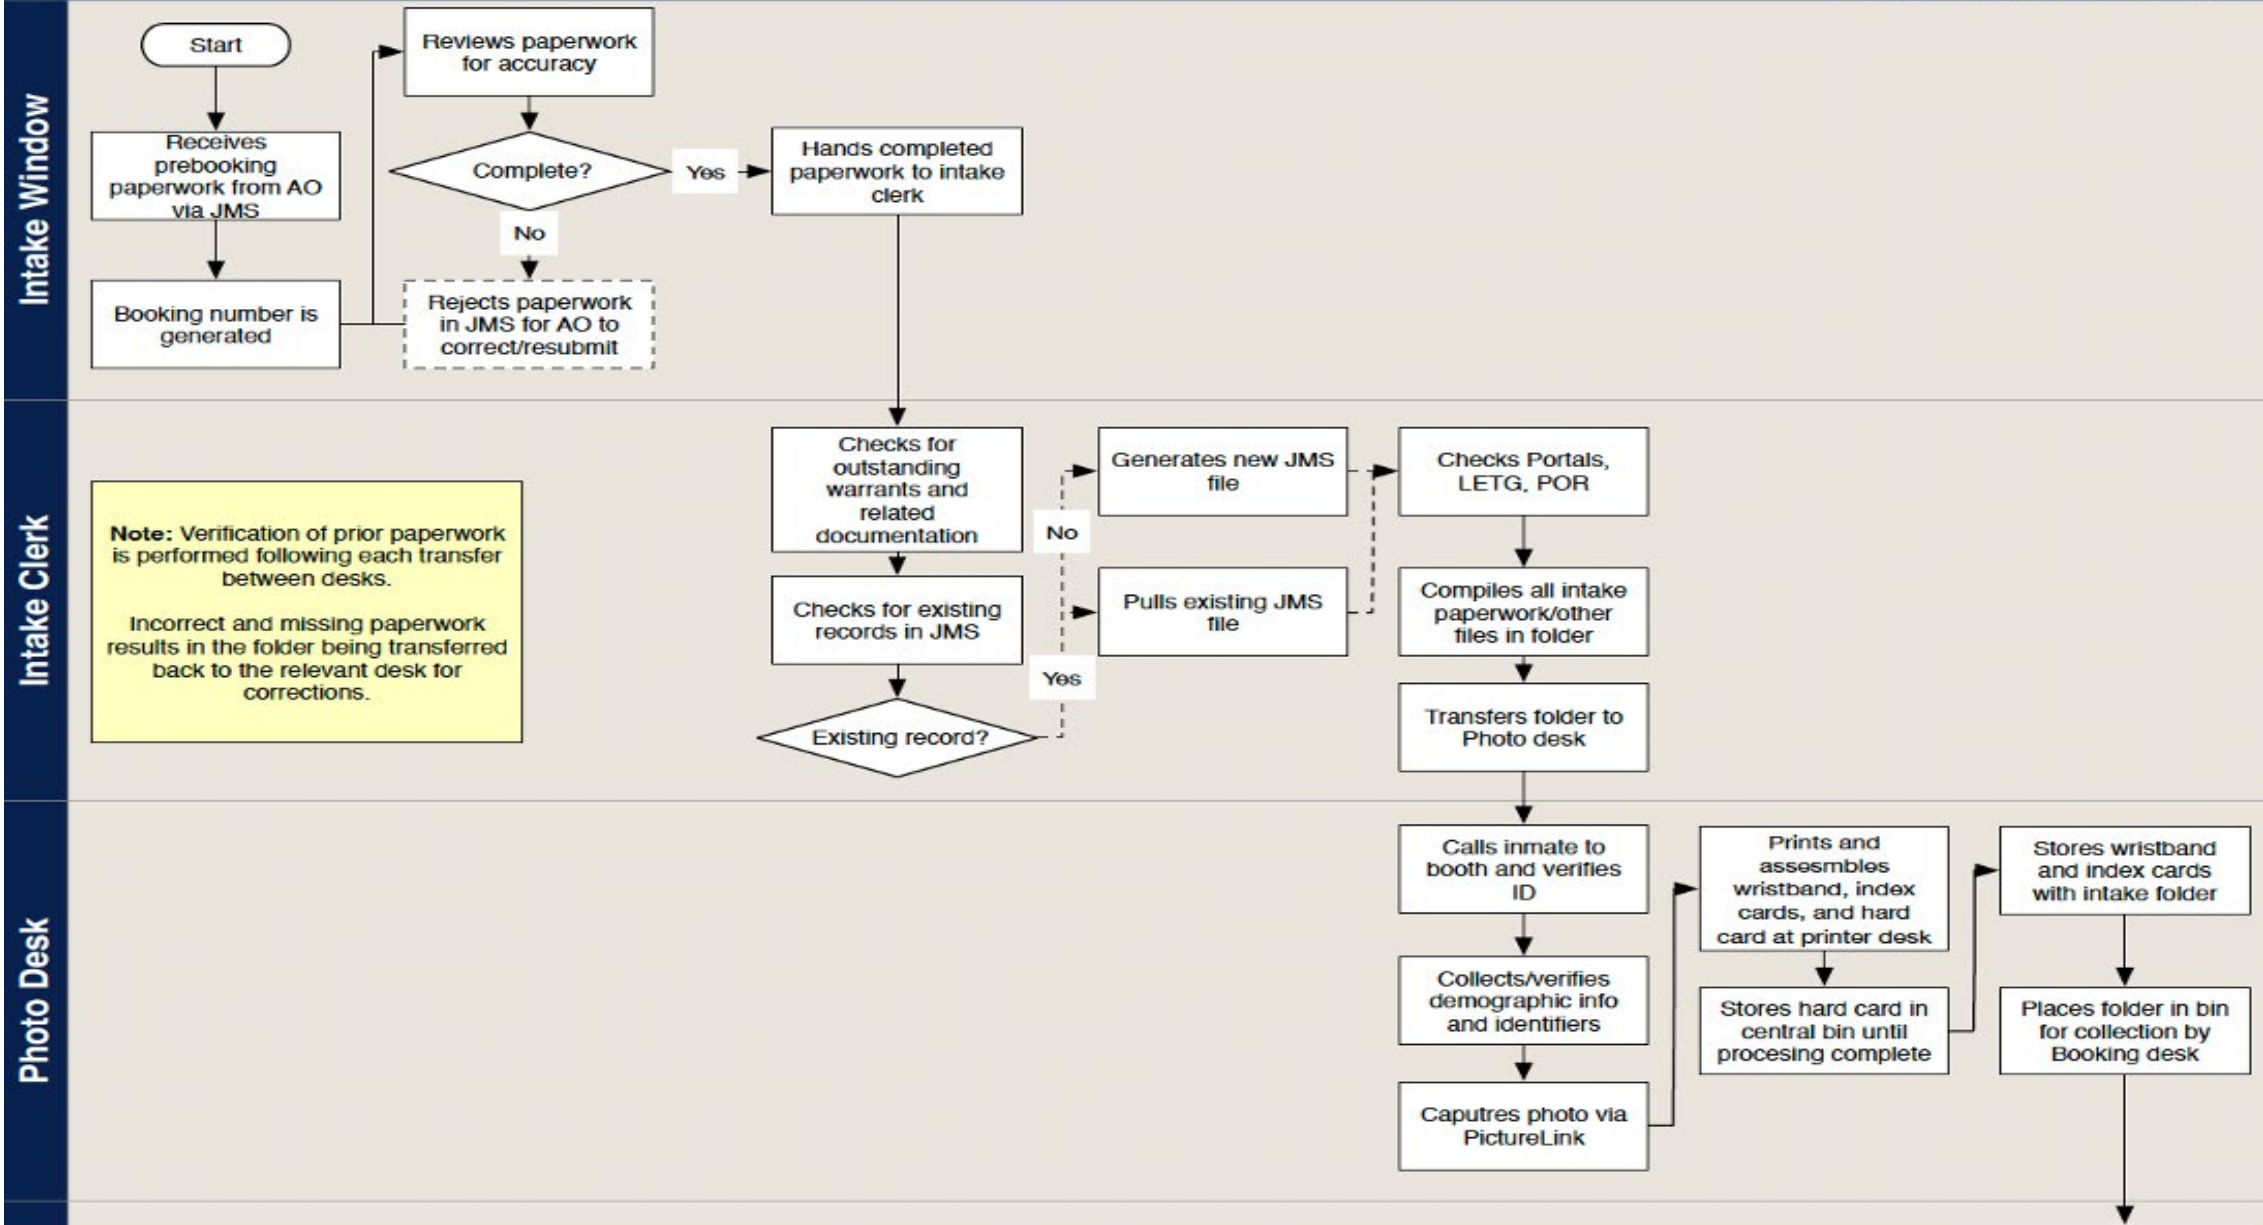 Intake Window
Start
Receives
prebooking
paperwork from AO
via JMS
Booking number is
generated
Reviews paperwork
for accuracy
Complete?
Yes
No
Rejects paperwork
in JMS for AO to
correct/resubmit
Hands completed
paperwork to intake
clerk
Intake Clerk
Note: Verification of prior paperwork
is performed following each transfer
between desks.
Incorrect and missing paperwork
results in the folder being transferred
back to the relevant desk for
corrections.
Checks for
outstanding
warrants and
related
documentation
Checks for existing
records in JMS
Existing record?
No
Yes
Generates new JMS
file
Pulls existing JMS
file
Checks Portals,
LETG, POR
Compiles all intake
paperwork/other
files in folder
Transfers folder to
Photo desk
Photo Desk
Calls inmate to
booth and verifies
ID
Collects/verifies
demographic info
and identifiers
Caputres photo via
PictureLink
Prints and
assesmbles
wristband, index
cards, and hard
card at printer desk
Stores hard card in
central bin until
procesing complete
Stores wristband
and index cards
with intake folder
Places folder in bin
for collection by
Booking desk